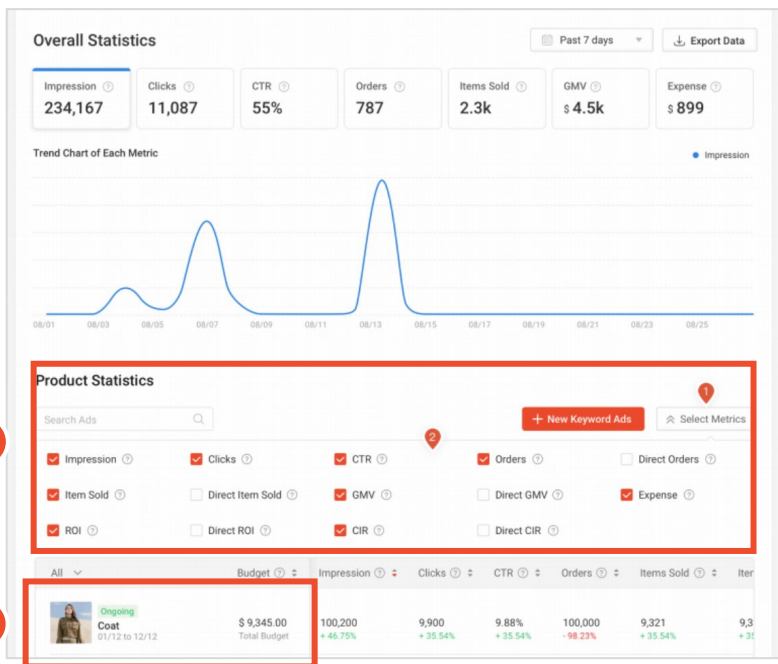 Overall Statistics
Past 7 days
Export Data
Impression Clicks CTR Orders Items Sold GMV Expense
234,167 11,087 55% 787 2.3k $ 4.5k $ 899
Trend Chart of Each Metric
Impression
08/01 08/03 08/05 08/07 08/09 08/11 08/13 08/15 08/17 08/19 08/21 08/23 08/25
Product Statistics
1
Search Ads
+ New Keyword Ads
Select Metrics
2
Impression Clicks CTR Orders Direct Orders
Item Sold Direct Item Sold GMV Direct GMV Expense
ROI Direct ROI CIR Direct CIR
All Budget Impression Clicks CTR Orders Items Sold Iter
Ongoing
Coat $ 9,345.00 100,200 9,900 9.88% 100,000 9,321 9,3
01/12 to 12/12 Total Budget + 46.75% + 35.54% + 35.54% - 98.23% + 35.54% + 35